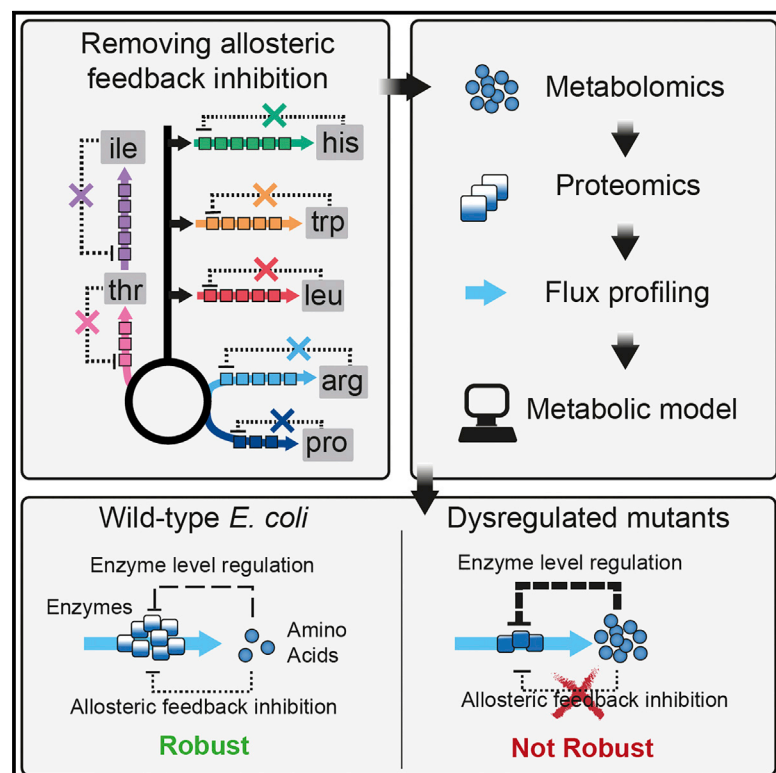 Removing allosteric
feedback inhibition
ile
his
trp
thr
leu
arg
pro
Metabolomics
Proteomics
Flux profiling
Metabolic model
Wild-type E. coli
Enzyme level regulation
Enzymes
Amino
Acids
Allosteric feedback inhibition
Robust
Dysregulated mutants
Enzyme level regulation
Allosteric feedback inhibition
Not Robust